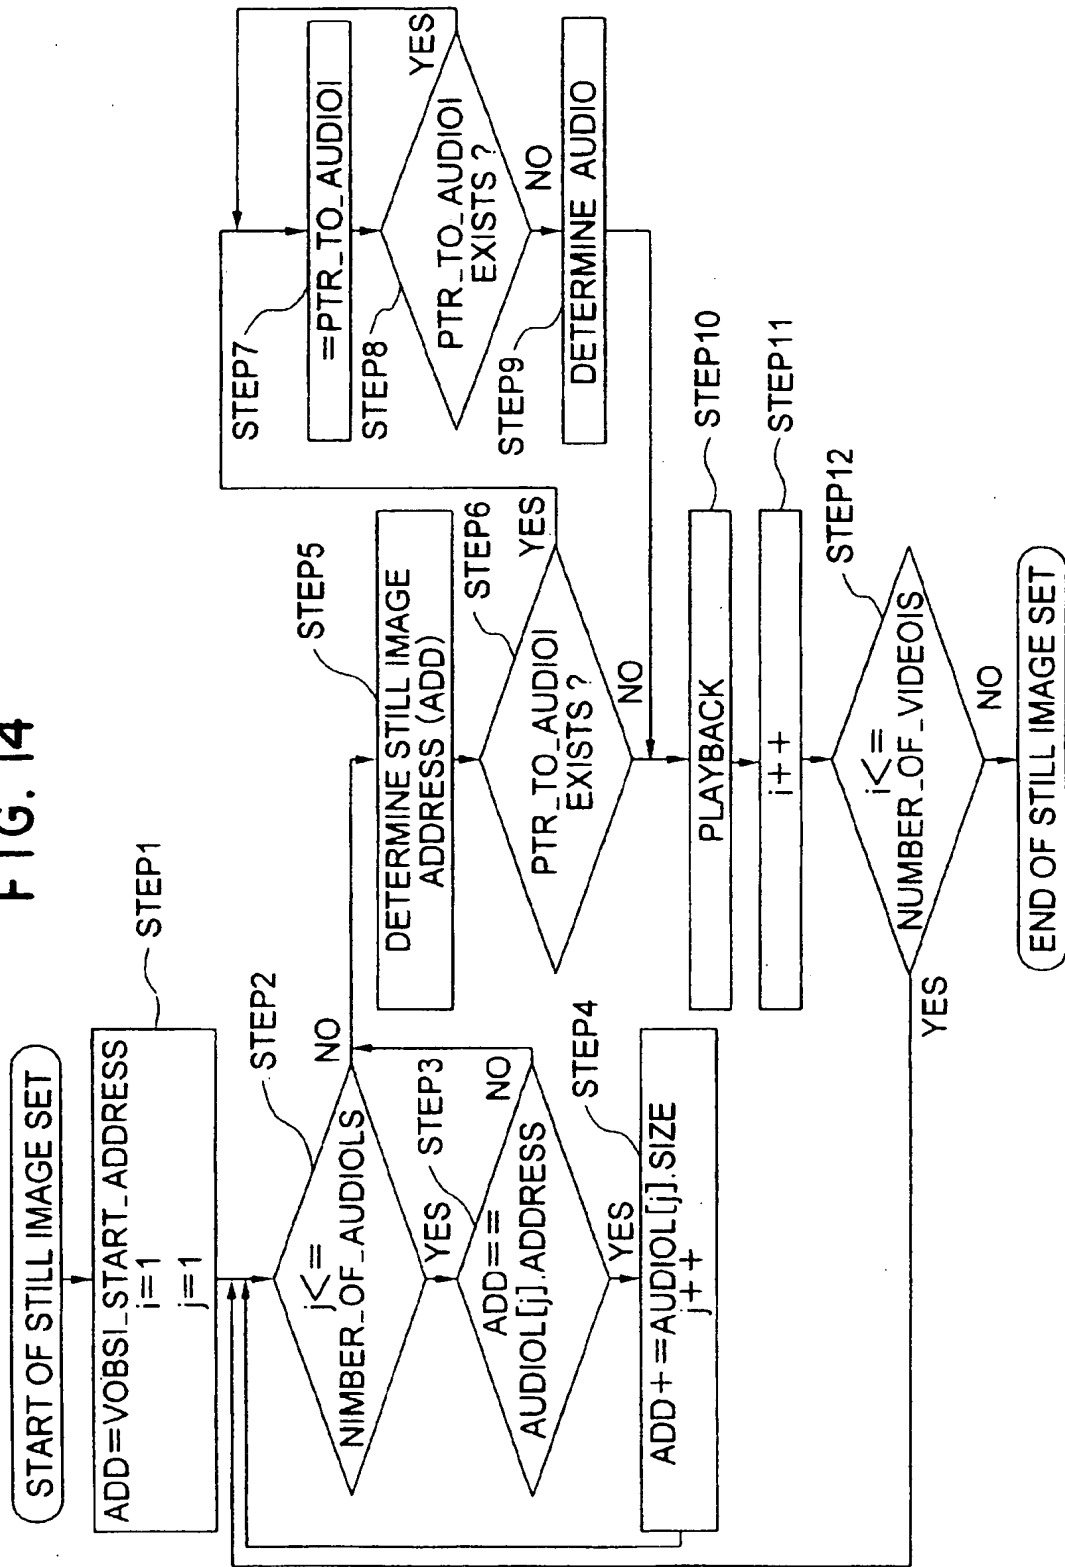 FIG. 14
START OF STILL IMAGE SET
ADD=VOBSI_START_ADDRESS
i=1
j=1
STEP1
j<=
NIMBER_OF_AUDIOLS
STEP2
NO
YES
ADD==
AUDIOL[j].ADDRESS
STEP3
NO
YES
ADD+=AUDIOL[j].SIZE
j++
STEP4
DETERMINE STILL IMAGE
ADDRESS (ADD)
STEP5
PTR_TO_AUDIOI
EXISTS ?
STEP6
YES
NO
STEP7
=PTR_TO_AUDIOI
STEP8
PTR_TO_AUDIOI
EXISTS ?
YES
NO
STEP9
DETERMINE AUDIO
PLAYBACK
STEP10
i++
STEP11
i<=
NUMBER_OF_VIDEOIS
STEP12
YES
NO
END OF STILL IMAGE SET